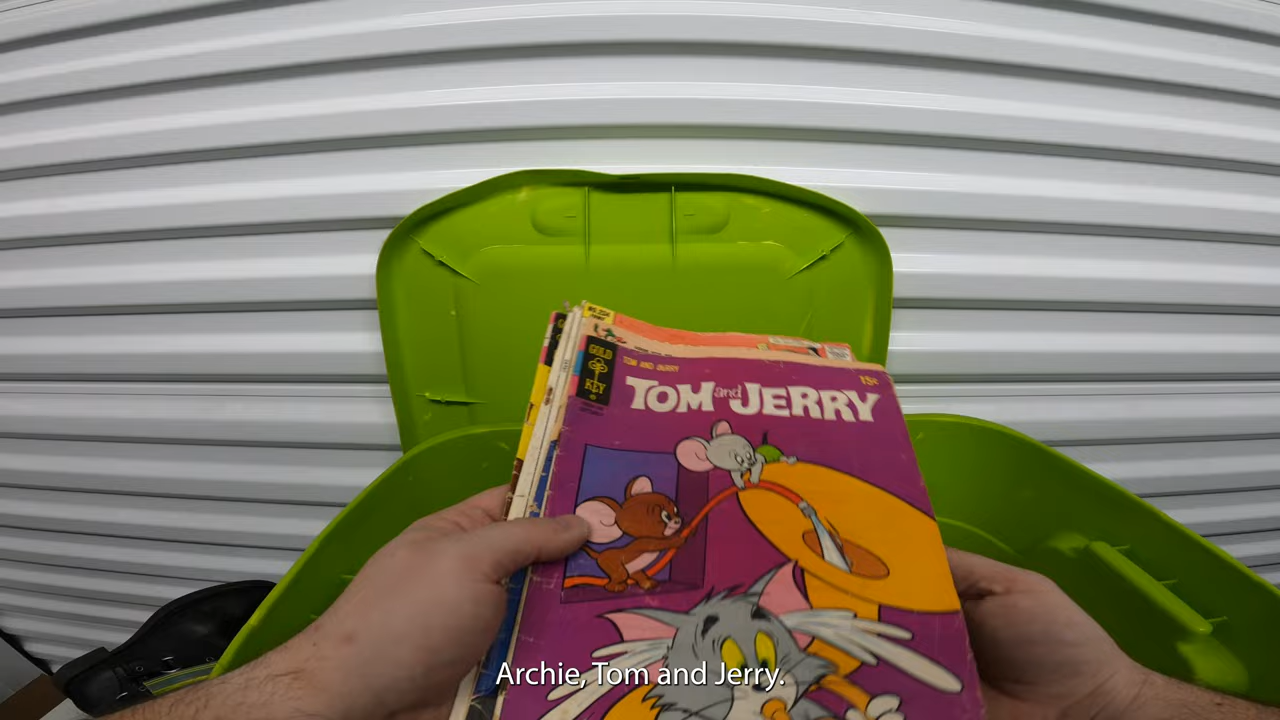 GOLD
KEY
TOM AND JERRY
15¢
TOM and JERRY
Archie, Tom and Jerry.